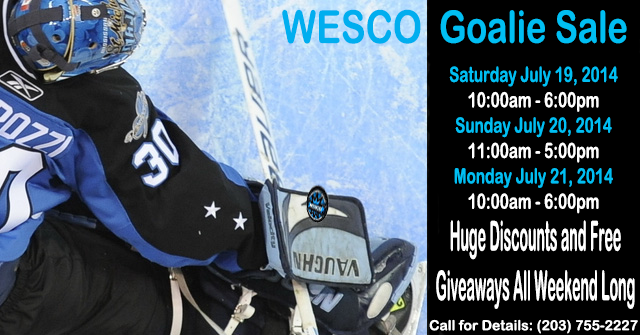 WESCO Goalie Sale
Saturday July 19, 2014
10:00am - 6:00pm
Sunday July 20, 2014
11:00am - 5:00pm
Monday July 21, 2014
10:00am - 6:00pm
Huge Discounts and Free
Giveaways All Weekend Long
Call for Details: (203) 755-2227
POZZI
30
Velocity
VAUGHN